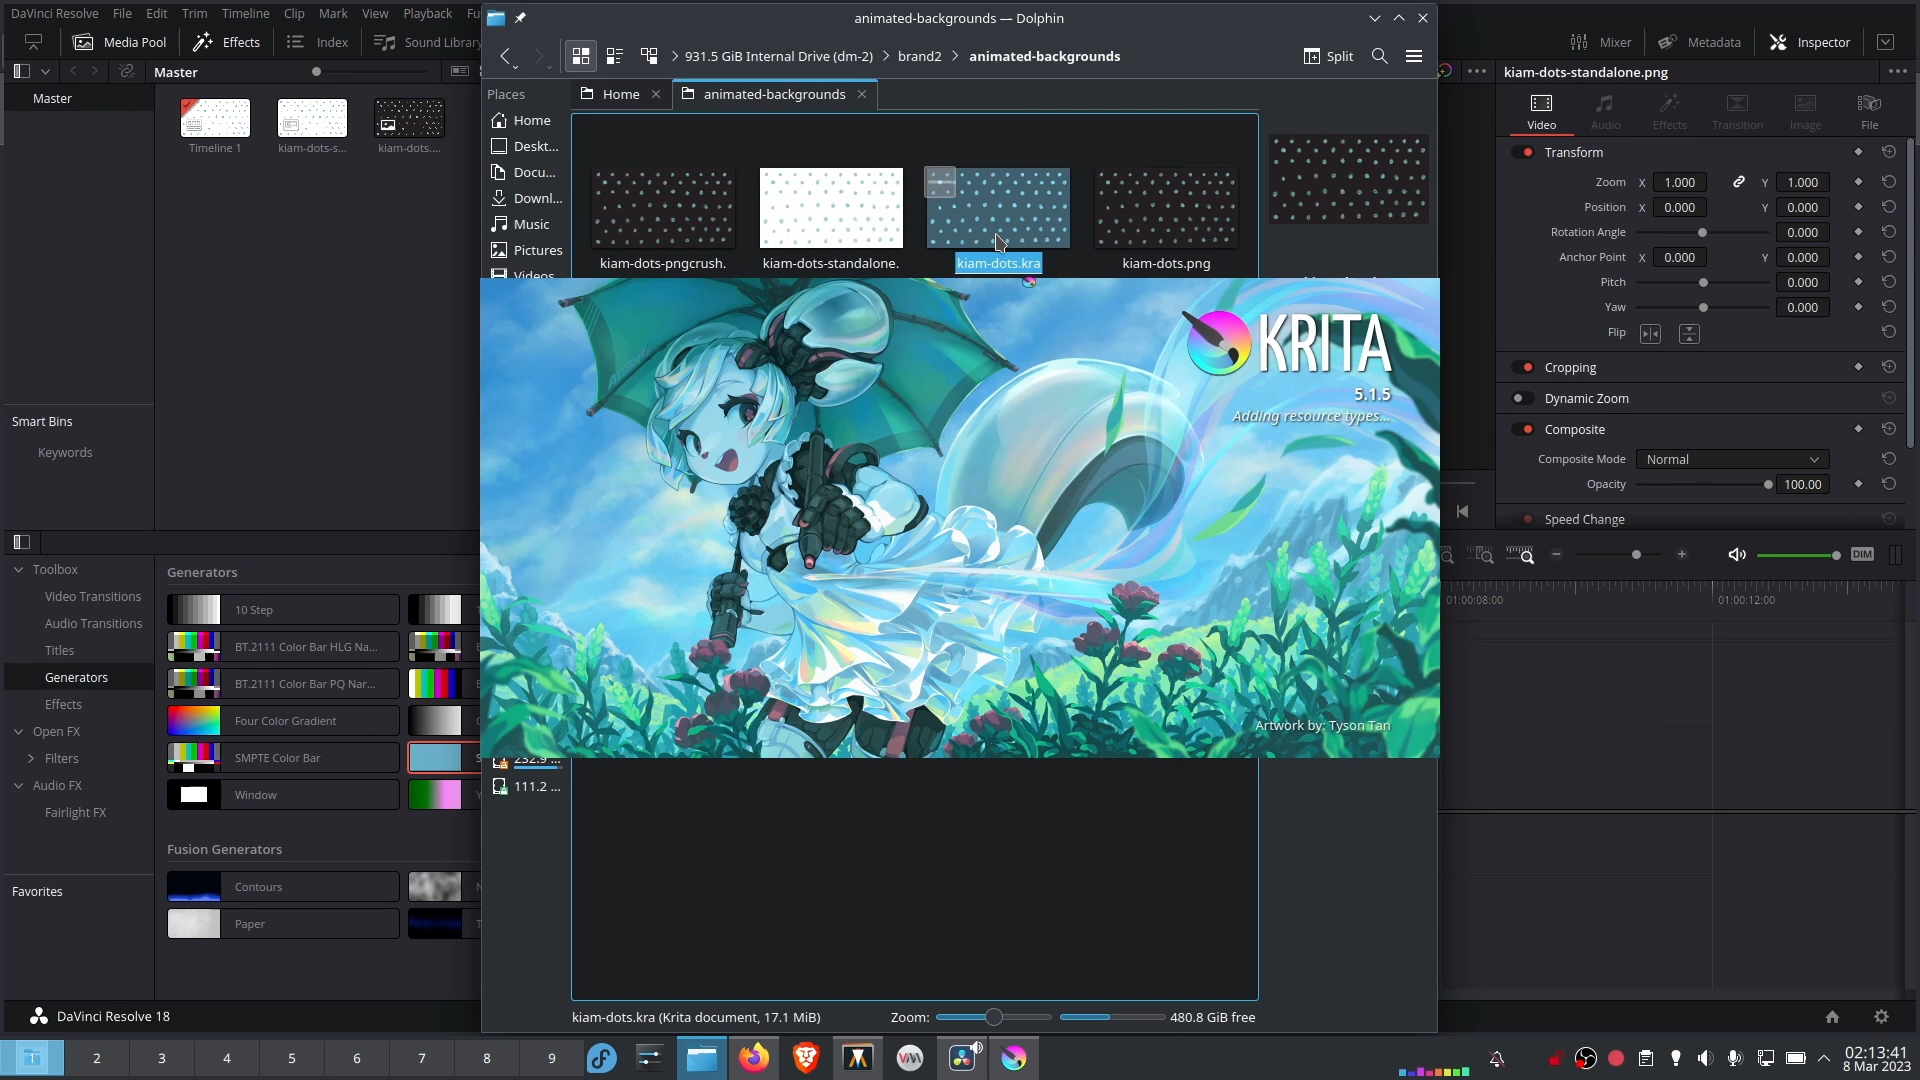 DaVinci Resolve File Edit Trim Timeline Clip Mark View Playback
animated-backgrounds — Dolphin
Media Pool Effects Index Sound Library
931.5 GiB Internal Drive (dm-2) brand2 animated-backgrounds
Split
Mixer Metadata Inspector
Master
kiam-dots-standalone.png
Master
Timeline 1
kiam-dots-s...
kiam-dots....
Places
Home
Deskt...
Docu...
Downl...
Music
Pictures
Videos
232.9 ...
111.2 ...
Home
animated-backgrounds
kiam-dots-pngcrush.
kiam-dots-standalone.
kiam-dots.kra
kiam-dots.png
KRITA
5.1.5
Adding resource types...
Artwork by: Tyson Tan
kiam-dots.kra (Krita document, 17.1 MiB)
Zoom:
480.8 GiB free
Video Audio Effects Transition Image File
Transform
Zoom X 1.000 Y 1.000
Position X 0.000 Y 0.000
Rotation Angle 0.000
Anchor Point X 0.000 Y 0.000
Pitch 0.000
Yaw 0.000
Flip
Cropping
Dynamic Zoom
Composite
Composite Mode Normal
Opacity 100.00
Speed Change
DIM
01:00:08:00 01:00:12:00
Smart Bins
Keywords
Toolbox
Video Transitions
Audio Transitions
Titles
Generators
Effects
Open FX
Filters
Audio FX
Fairlight FX
Favorites
Generators
10 Step
BT.2111 Color Bar HLG Na...
BT.2111 Color Bar PQ Nar...
Four Color Gradient
SMPTE Color Bar
Window
Fusion Generators
Contours
Paper
DaVinci Resolve 18
1 2 3 4 5 6 7 8 9
02:13:41
8 Mar 2023